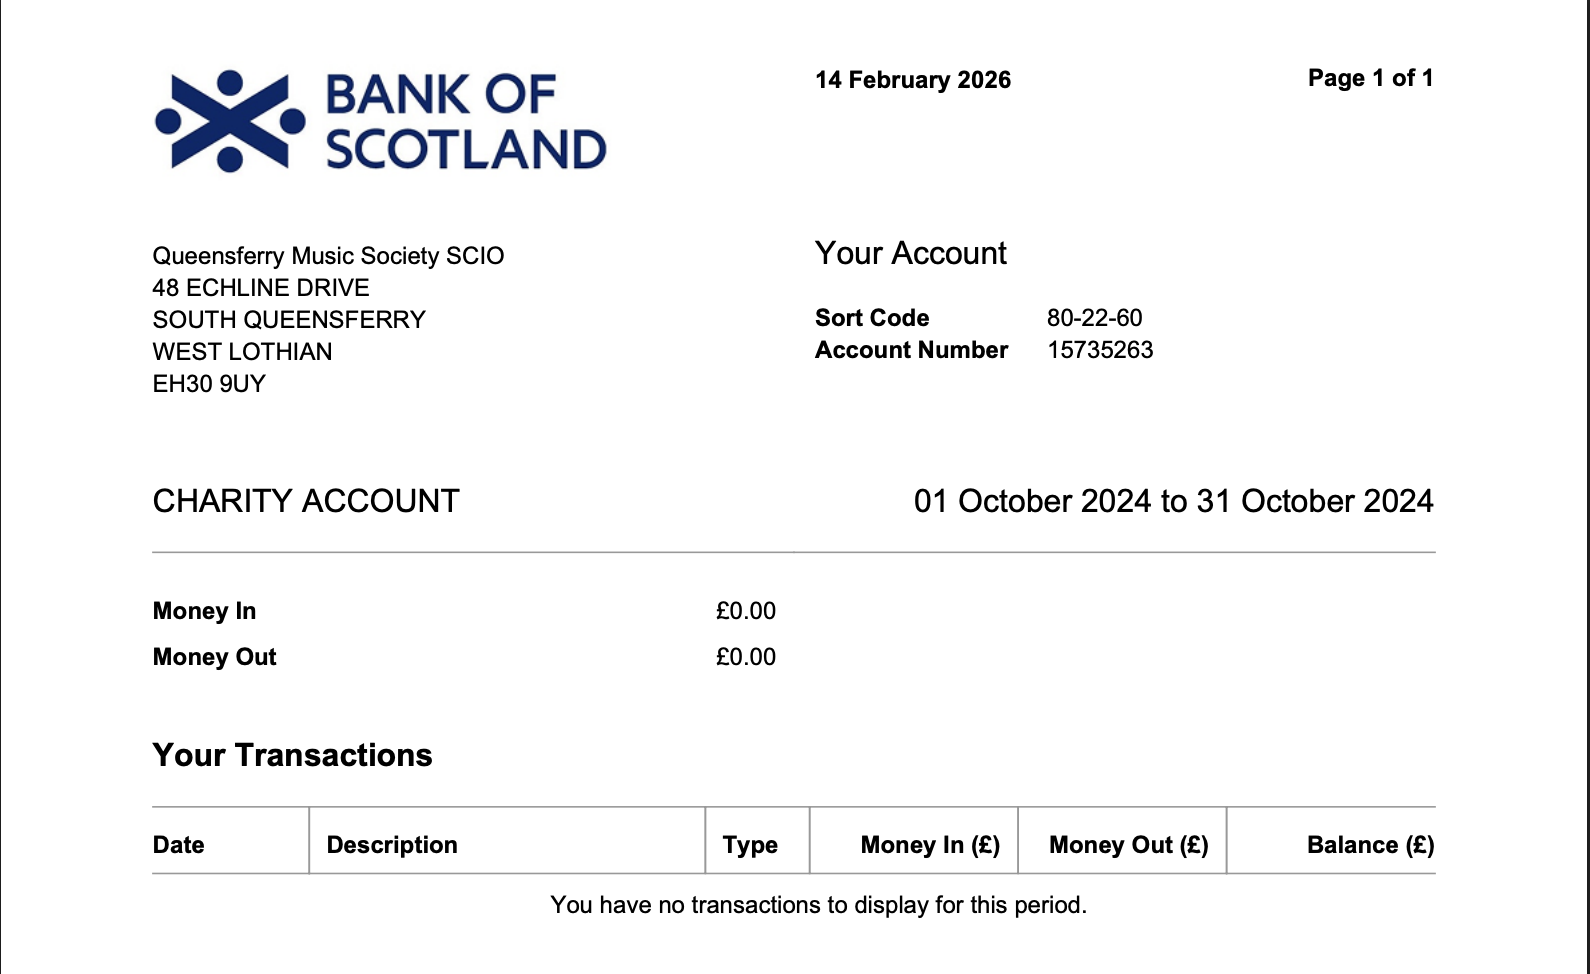 BANK OF
SCOTLAND
14 February 2026
Page 1 of 1
Queensferry Music Society SCIO
48 ECHLINE DRIVE
SOUTH QUEENSFERRY
WEST LOTHIAN
EH30 9UY
Your Account
Sort Code 80-22-60
Account Number 15735263
CHARITY ACCOUNT 01 October 2024 to 31 October 2024
Money In £0.00
Money Out £0.00
Your Transactions
Date Description Type Money In (£) Money Out (£) Balance (£)
You have no transactions to display for this period.